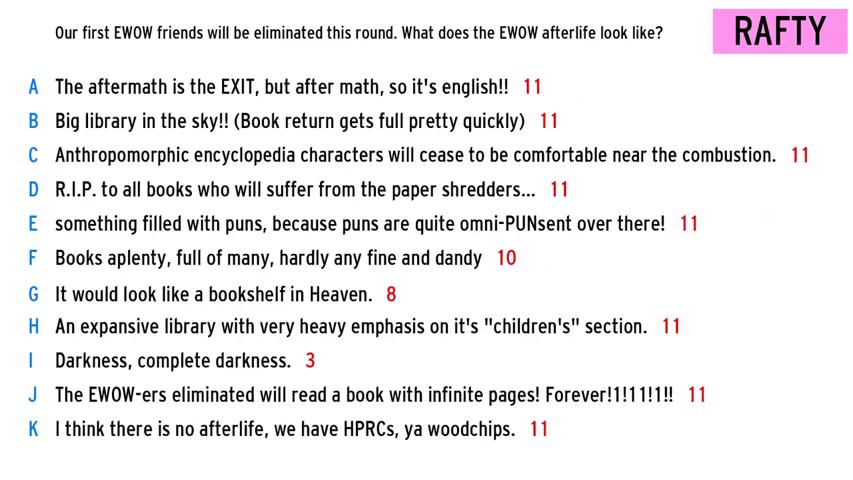 Our first EWOW friends will be eliminated this round. What does the EWOW afterlife look like?
RAFTY
A The aftermath is the EXIT, but after math, so it's english!! 11
B Big library in the sky!! (Book return gets full pretty quickly) 11
C Anthropomorphic encyclopedia characters will cease to be comfortable near the combustion. 11
D R.I.P. to all books who will suffer from the paper shredders... 11
E something filled with puns, because puns are quite omni-PUNsent over there! 11
F Books aplenty, full of many, hardly any fine and dandy 10
G It would look like a bookshelf in Heaven. 8
H An expansive library with very heavy emphasis on it's "children's" section. 11
I Darkness, complete darkness. 3
J The EWOW-ers eliminated will read a book with infinite pages! Forever!1!11!1!! 11
K I think there is no afterlife, we have HPRCs, ya woodchips. 11